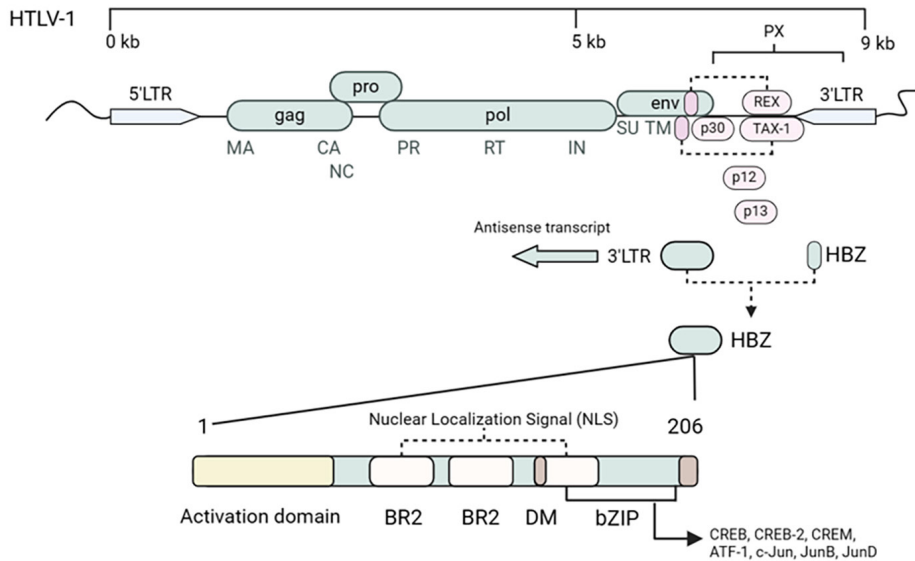 HTLV-1
0 kb
5 kb
9 kb
PX
5'LTR
gag
pro
pol
env
REX
3'LTR
SU TM
p30
TAX-1
MA
CA
NC
PR
RT
IN
p12
p13
Antisense transcript
3'LTR
HBZ
HBZ
1
Nuclear Localization Signal (NLS)
206
Activation domain
BR2
BR2
DM
bZIP
CREB, CREB-2, CREM,
ATF-1, c-Jun, JunB, JunD